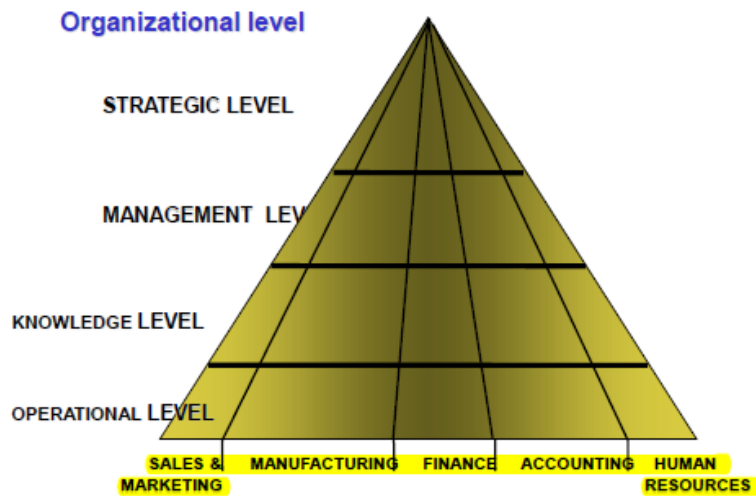 Organizational level
STRATEGIC LEVEL
MANAGEMENT LEV
KNOWLEDGE LEVEL
OPERATIONAL LEVEL
SALES & MANUFACTURING FINANCE ACCOUNTING HUMAN
MARKETING RESOURCES